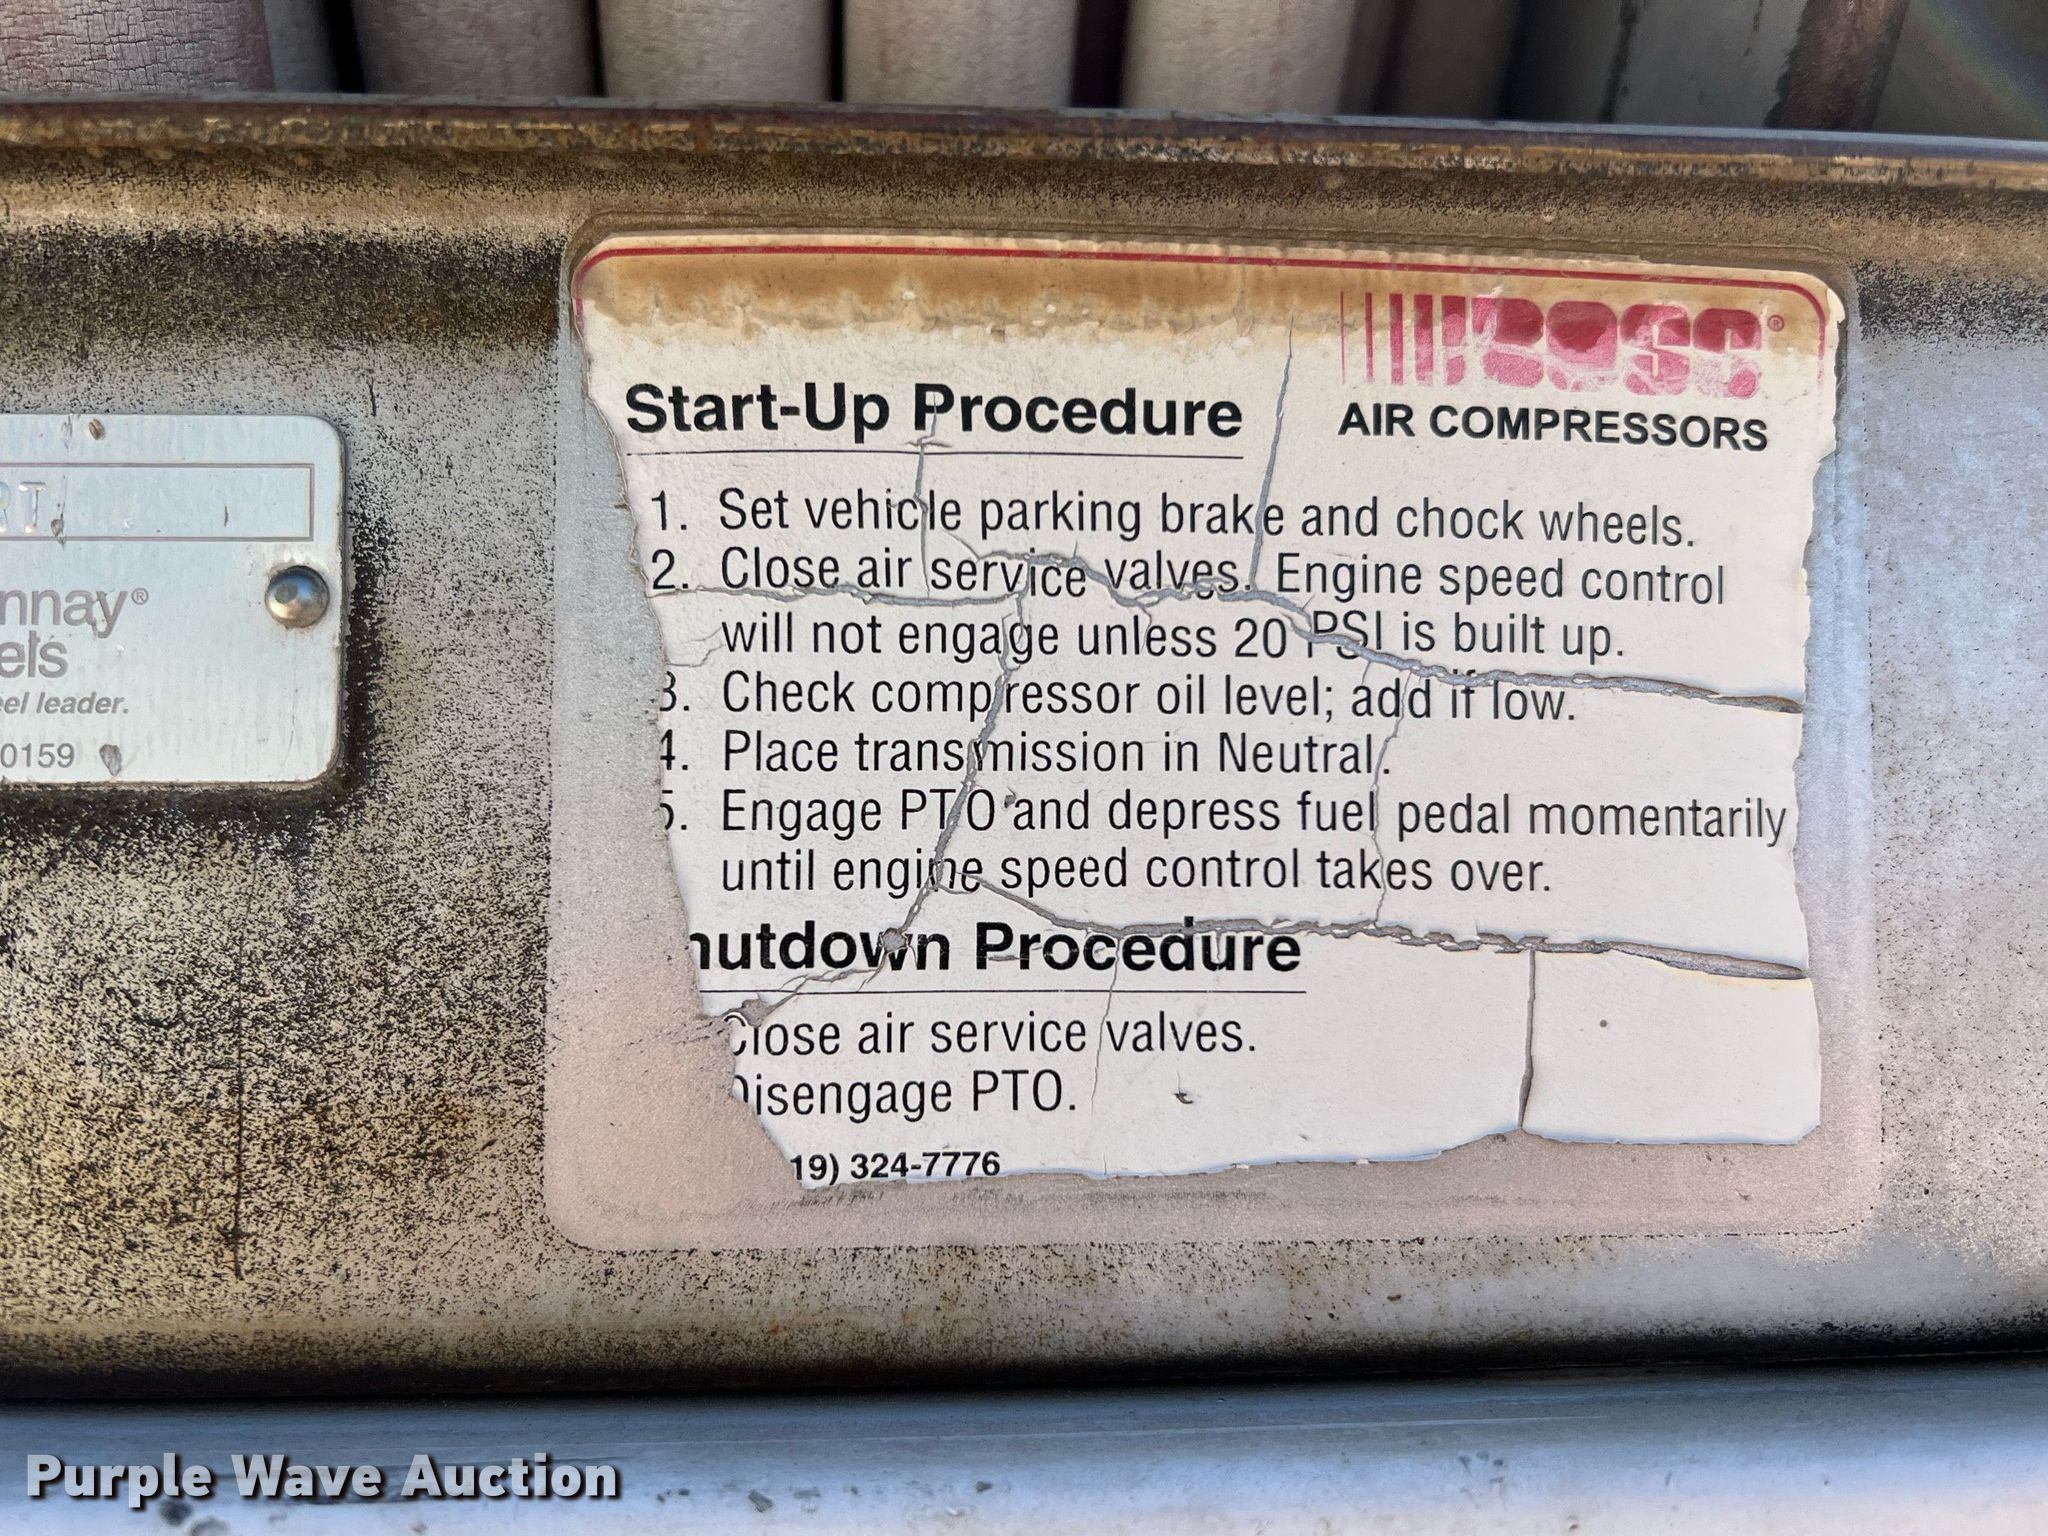 RT
nnay®
els
eel leader.
0159
BOSS®
AIR COMPRESSORS
Start-Up Procedure
1. Set vehicle parking brake and chock wheels.
2. Close air service valves. Engine speed control
will not engage unless 20 PSI is built up.
3. Check compressor oil level; add if low.
4. Place transmission in Neutral.
5. Engage PTO and depress fuel pedal momentarily
until engine speed control takes over.
hutdown Procedure
Close air service valves.
Disengage PTO.
19) 324-7776
Purple Wave Auction